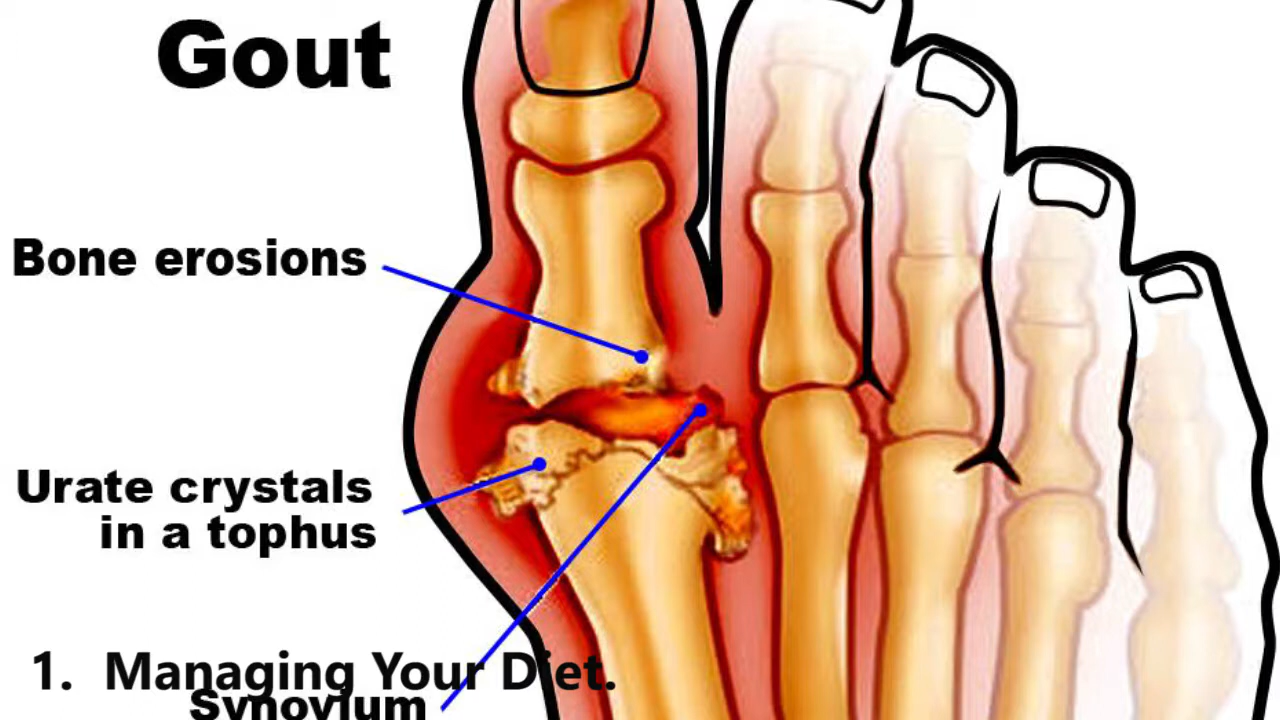 Gout
Bone erosions
Urate crystals
in a tophus
1. Managing Your Diet.
Synovium